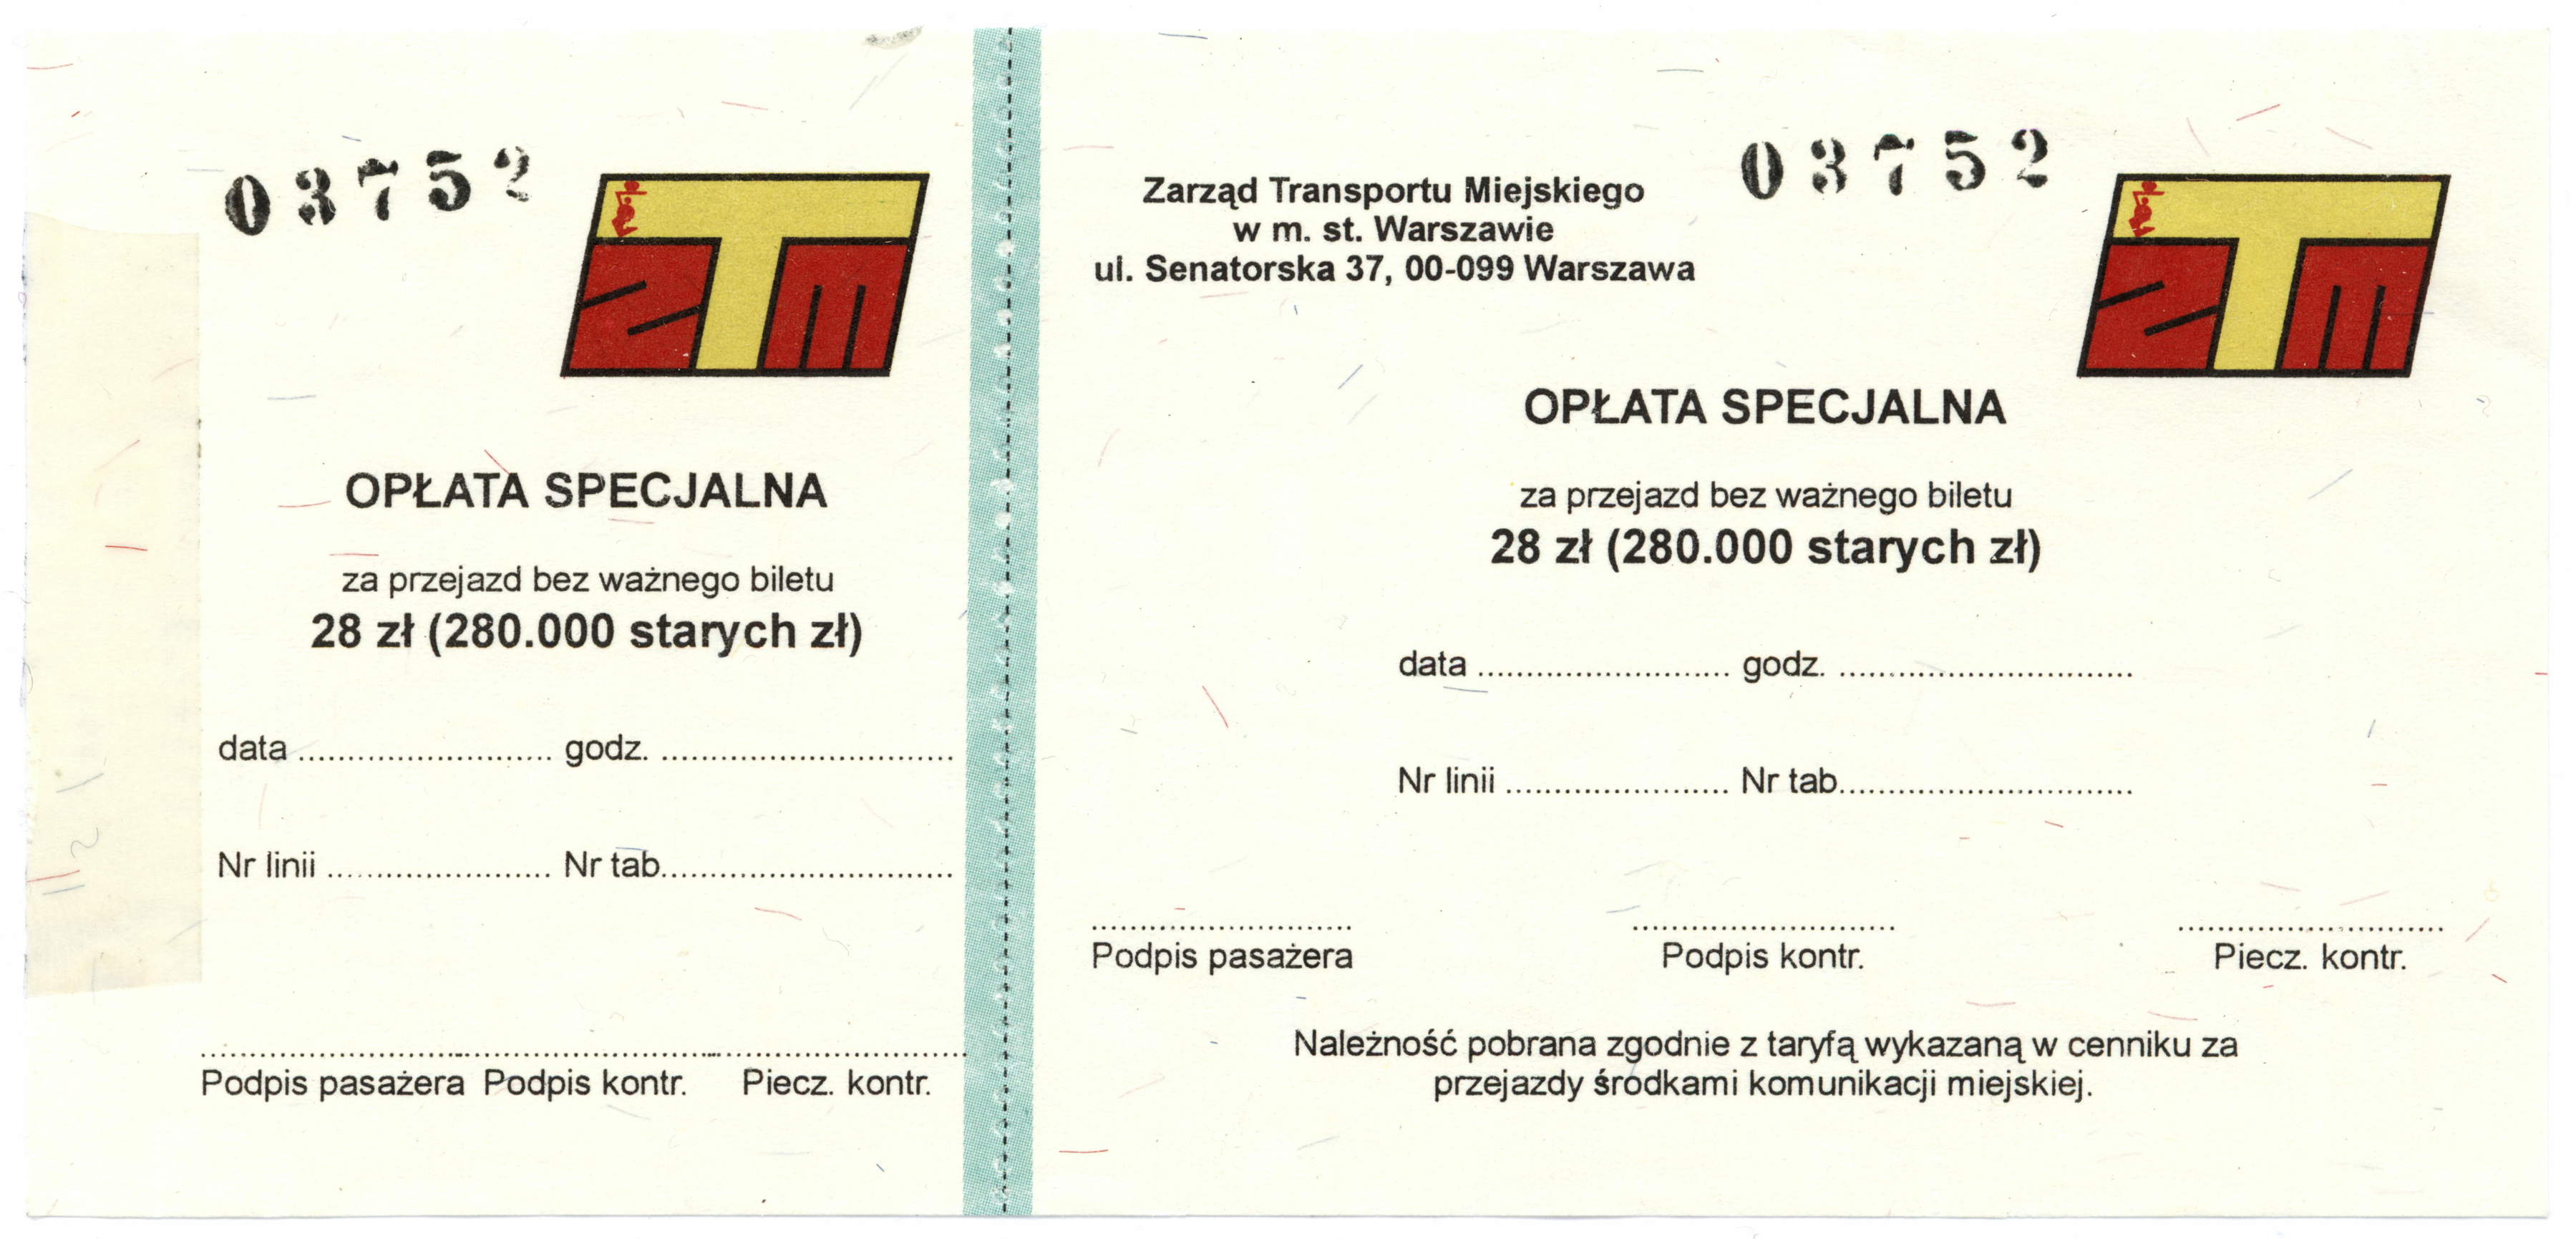 03752
ZTM
OPŁATA SPECJALNA
za przejazd bez ważnego biletu
28 zł (280.000 starych zł)
data .......................... godz. ..............................
Nr linii ....................... Nr tab..............................
Podpis pasażera Podpis kontr. Piecz. kontr.
03752
Zarząd Transportu Miejskiego
w m. st. Warszawie
ul. Senatorska 37, 00-099 Warszawa
ZTM
OPŁATA SPECJALNA
za przejazd bez ważnego biletu
28 zł (280.000 starych zł)
data .......................... godz. ..............................
Nr linii ....................... Nr tab..............................
Podpis pasażera Podpis kontr. Piecz. kontr.
Należność pobrana zgodnie z taryfą wykazaną w cenniku za
przejazdy środkami komunikacji miejskiej.